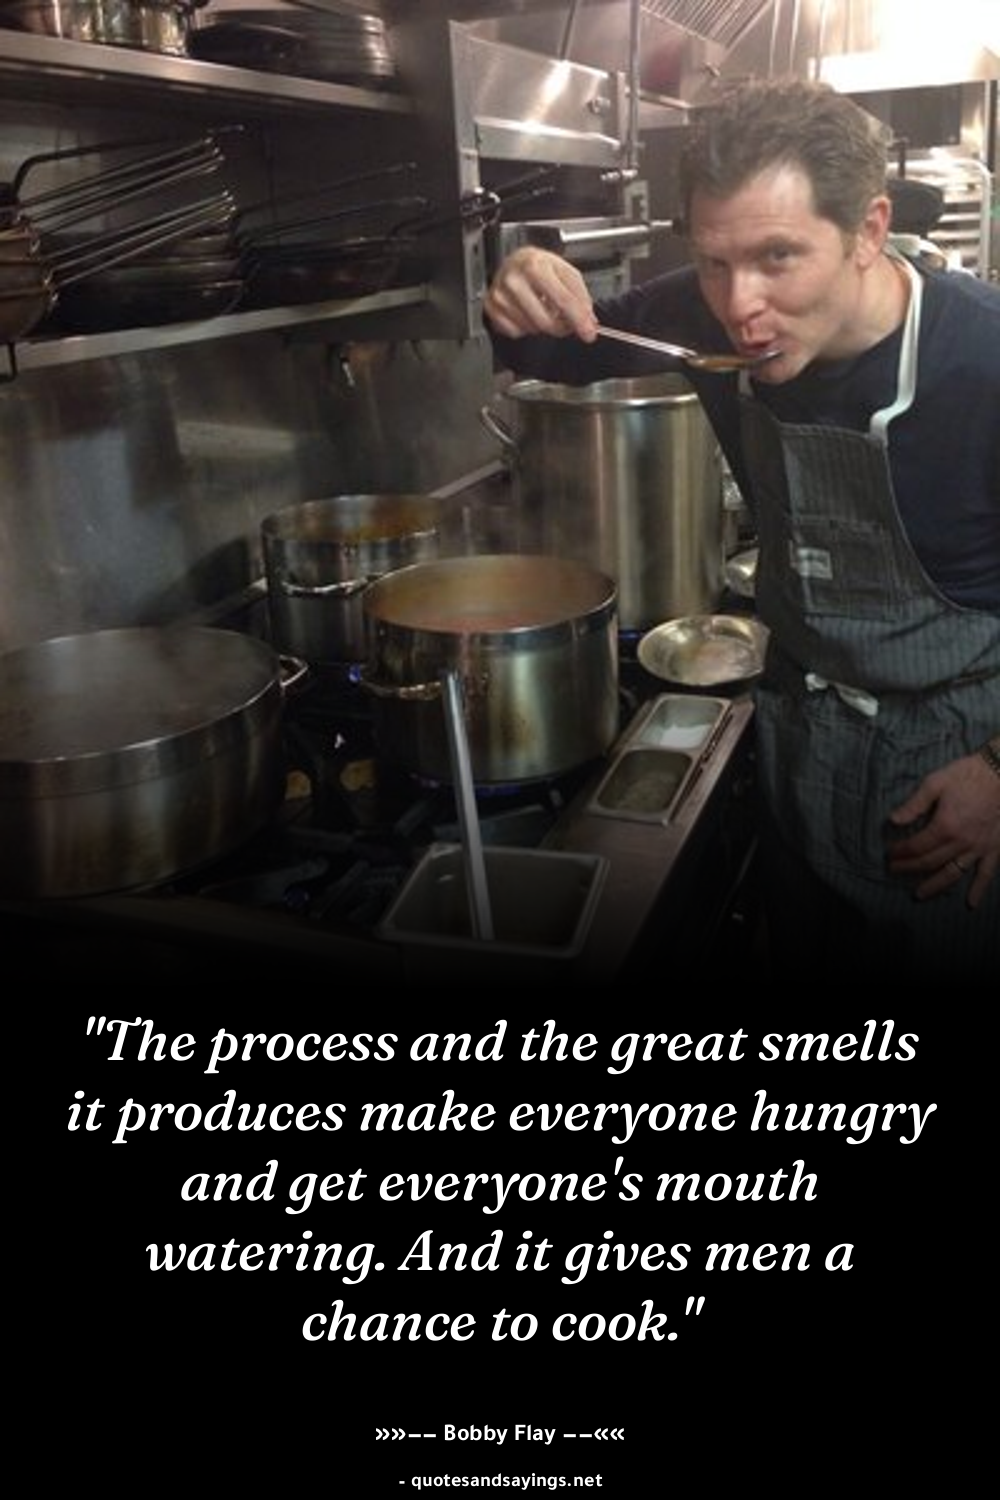 "The process and the great smells
it produces make everyone hungry
and get everyone's mouth
watering. And it gives men a
chance to cook."
»»—— Bobby Flay ——««
- quotesandsayings.net